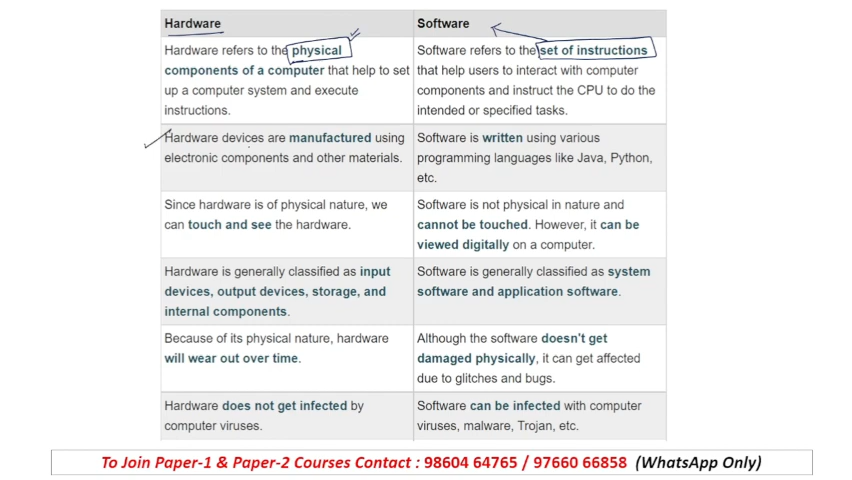 Hardware
Software
Hardware refers to the physical
components of a computer that help to set
up a computer system and execute
instructions.
Software refers to the set of instructions
that help users to interact with computer
components and instruct the CPU to do the
intended or specified tasks.
Hardware devices are manufactured using
electronic components and other materials.
Software is written using various
programming languages like Java, Python,
etc.
Since hardware is of physical nature, we
can touch and see the hardware.
Software is not physical in nature and
cannot be touched. However, it can be
viewed digitally on a computer.
Hardware is generally classified as input
devices, output devices, storage, and
internal components.
Software is generally classified as system
software and application software.
Because of its physical nature, hardware
will wear out over time.
Although the software doesn't get
damaged physically, it can get affected
due to glitches and bugs.
Hardware does not get infected by
computer viruses.
Software can be infected with computer
viruses, malware, Trojan, etc.
To Join Paper-1 & Paper-2 Courses Contact : 98604 64765 / 97660 66858 (WhatsApp Only)